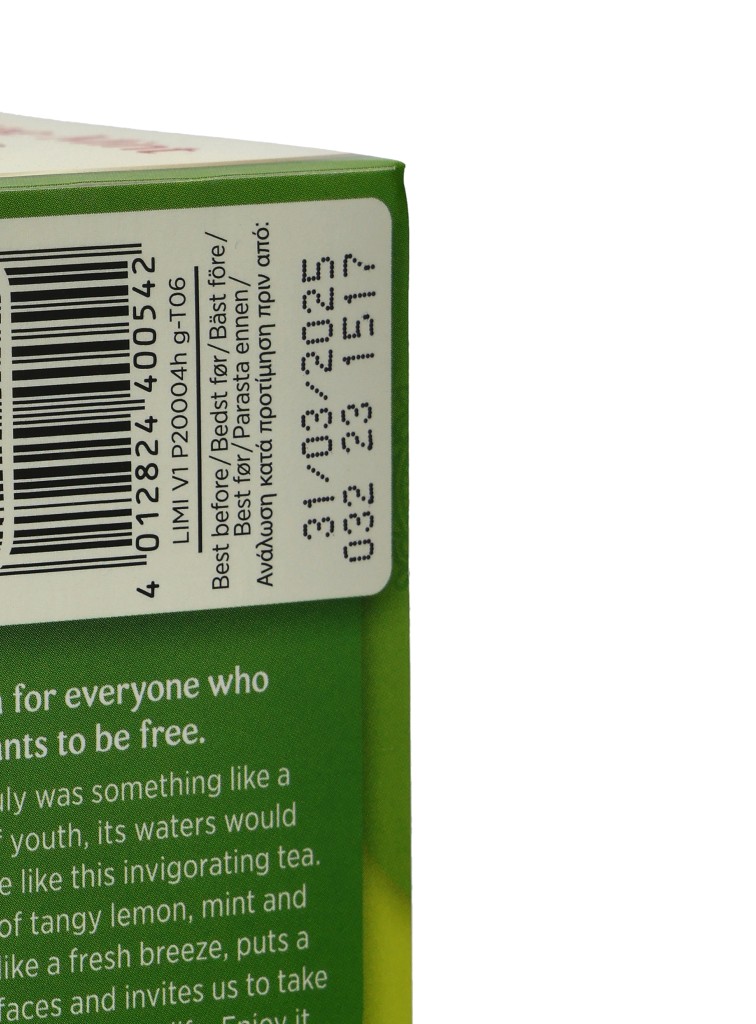 4 012824 400542
LIMI V1 P20004h g-T06
Best before/Bedst før/Bäst före/
Best før/Parasta ennen/
Ανάλωση κατά προτίμηση πριν από:
31/03/2025
032 23 1517
for everyone who
to be free.
was something like a
youth, its waters would
like this invigorating tea.
of tangy lemon, mint and
like a fresh breeze, puts a
faces and invites us to take
Enjoy it